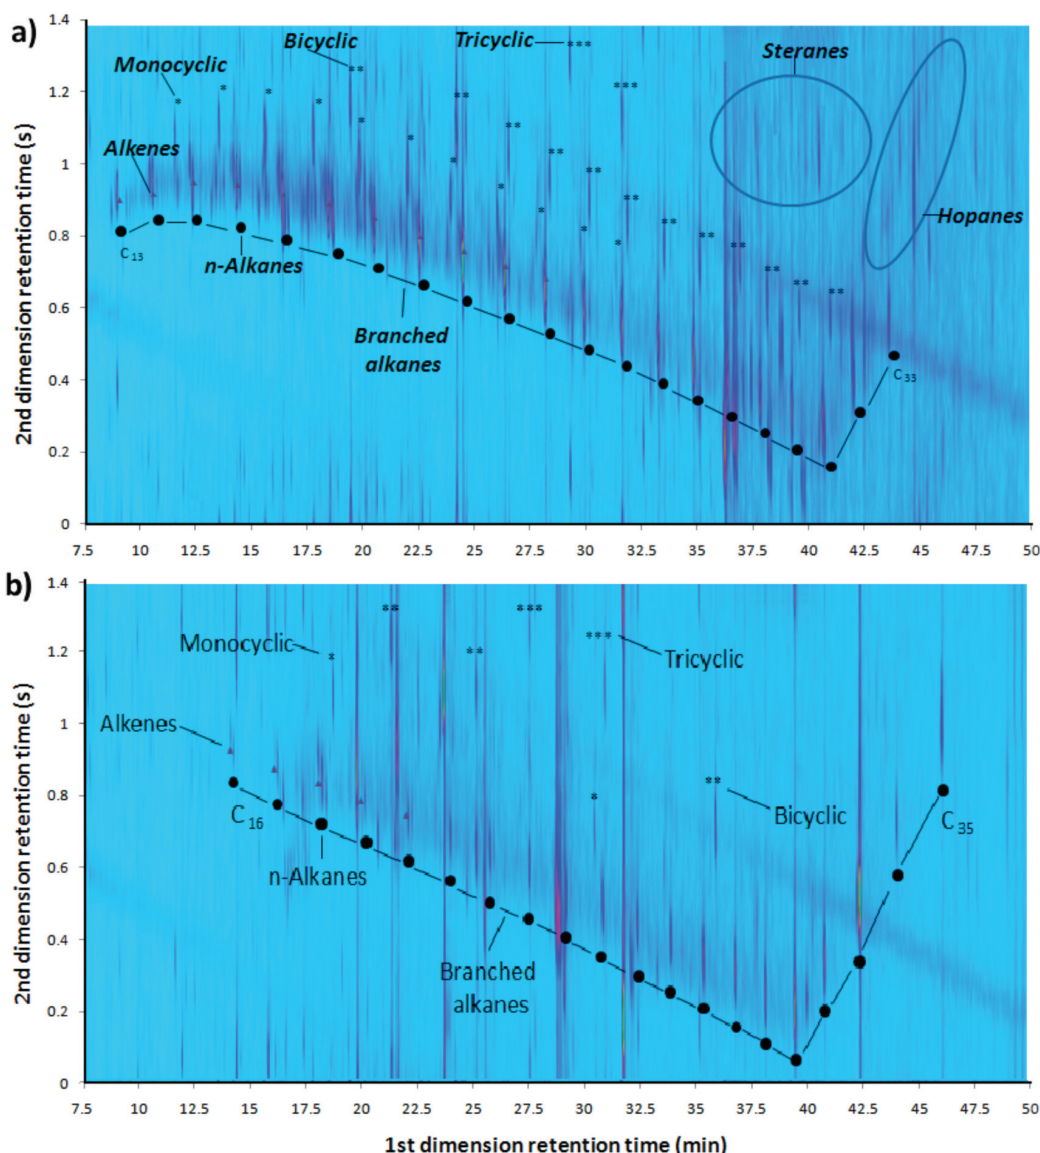 a)
1.4
1.2
1
0.8
0.6
0.4
0.2
0
2nd dimension retention time (s)
Monocyclic
Bicyclic
Tricyclic
***
Steranes
**
***
*
*
*
*
**
*
**
*
Alkenes
*
**
*
**
*
**
*
**
*
**
**
**
**
**
**
Hopanes
C13
n-Alkanes
Branched
alkanes
C33
7.5 10 12.5 15 17.5 20 22.5 25 27.5 30 32.5 35 37.5 40 42.5 45 47.5 50
b)
1.4
1.2
1
0.8
0.6
0.4
0.2
0
2nd dimension retention time (s)
** ***
Monocyclic
*
**
***
Tricyclic
Alkenes
C16
*
**
Bicyclic
C35
n-Alkanes
Branched
alkanes
7.5 10 12.5 15 17.5 20 22.5 25 27.5 30 32.5 35 37.5 40 42.5 45 47.5 50
1st dimension retention time (min)